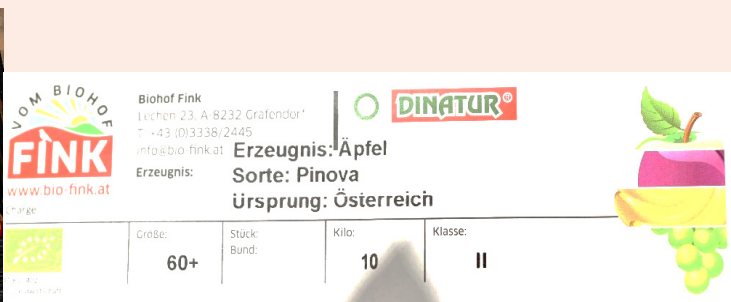 VOM BIOHOF
FINK
www.bio-fink.at
Biohof Fink
Lechen 23, A-8232 Grafendorf
T: +43 (0)3338/2445
info@bio-fink.at
DINATUR®
Erzeugnis: Äpfel
Erzeugnis:
Sorte: Pinova
Ursprung: Österreich
Charge
Größe:
60+
Stück:
Bund:
Kilo:
10
Klasse:
II